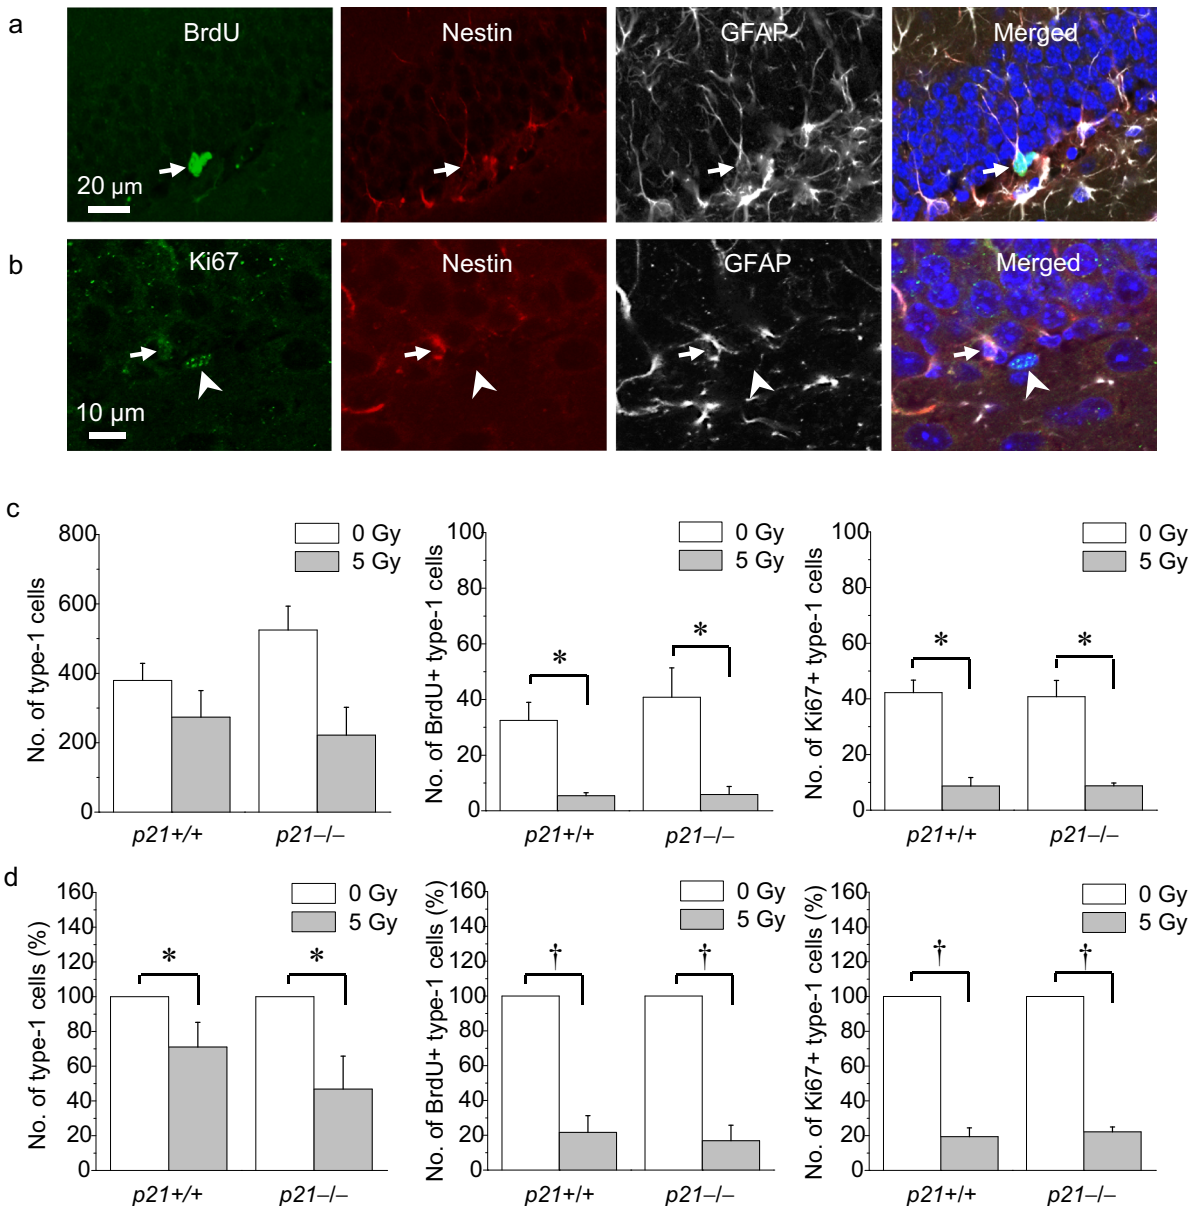 a
BrdU
Nestin
GFAP
Merged
20 µm
b
Ki67
Nestin
GFAP
Merged
10 µm
c
No. of type-1 cells
800
600
400
200
0
0 Gy
5 Gy
p21+/+
p21–/–
No. of BrdU+ type-1 cells
100
80
60
40
20
0
0 Gy
5 Gy
*
*
p21+/+
p21–/–
No. of Ki67+ type-1 cells
100
80
60
40
20
0
0 Gy
5 Gy
*
*
p21+/+
p21–/–
d
No. of type-1 cells (%)
160
140
120
100
80
60
40
20
0
0 Gy
5 Gy
*
*
p21+/+
p21–/–
No. of BrdU+ type-1 cells (%)
160
140
120
100
80
60
40
20
0
0 Gy
5 Gy
†
†
p21+/+
p21–/–
No. of Ki67+ type-1 cells (%)
160
140
120
100
80
60
40
20
0
0 Gy
5 Gy
†
†
p21+/+
p21–/–